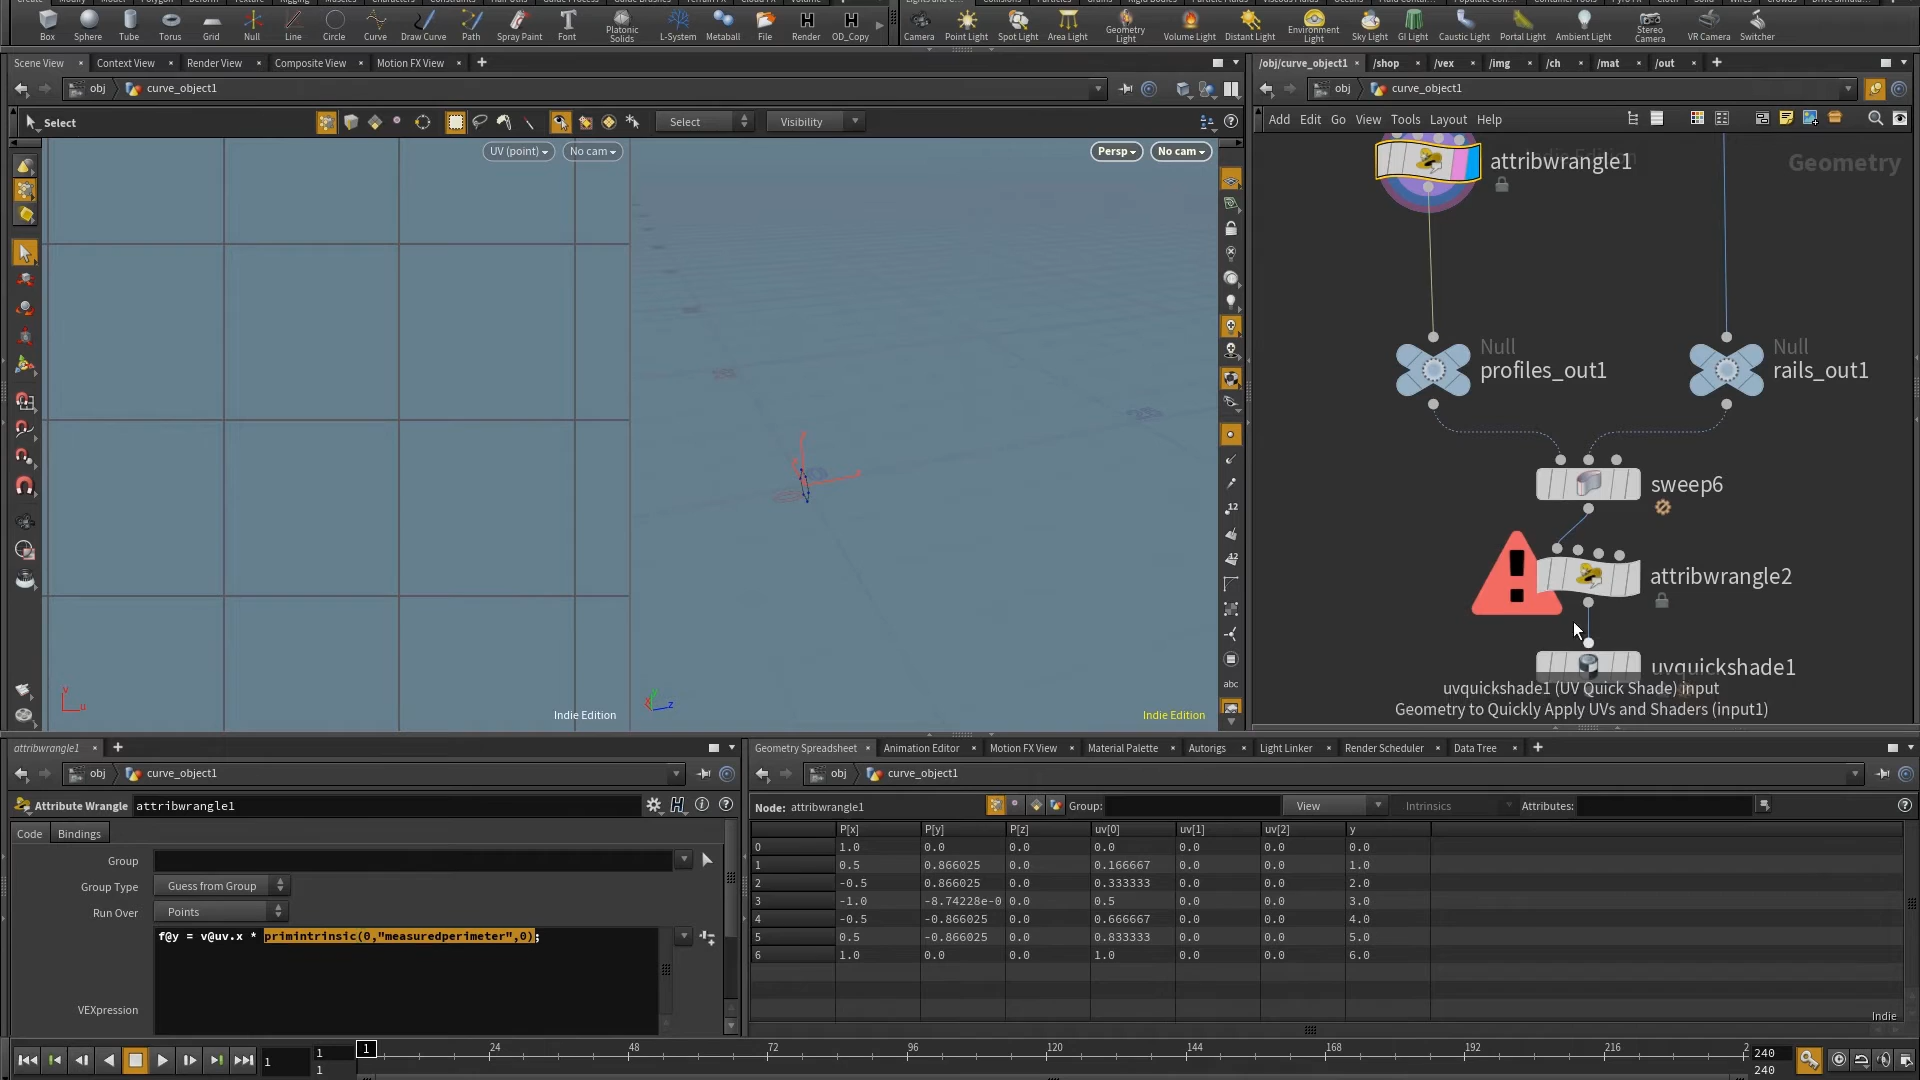 Box Sphere Tube Torus Grid Null Line Circle Curve Draw Curve Path Spray Paint Font Platonic Solids L-System Metaball File Render OD_Copy
Camera Point Light Spot Light Area Light Geometry Light Volume Light Distant Light Environment Light Sky Light GI Light Caustic Light Portal Light Ambient Light Stereo Camera VR Camera Switcher
Scene View Context View Render View Composite View Motion FX View
/obj/curve_object1 /shop /vex /img /ch /mat /out
obj curve_object1
obj curve_object1
Select Select Visibility
Add Edit Go View Tools Layout Help
UV (point) No cam
Persp No cam
attribwrangle1
Geometry
Null
profiles_out1
Null
rails_out1
sweep6
attribwrangle2
uvquickshade1
uvquickshade1 (UV Quick Shade) input
Geometry to Quickly Apply UVs and Shaders (input1)
12
12
abc
v
u
Indie Edition
z
Indie Edition
attribwrangle1
Geometry Spreadsheet Animation Editor Motion FX View Material Palette Autorigs Light Linker Render Scheduler Data Tree
obj curve_object1
obj curve_object1
Attribute Wrangle attribwrangle1
Node: attribwrangle1 Group: View Intrinsics Attributes:
Code Bindings
Group
Group Type Guess from Group
Run Over Points
f@y = v@uv.x * primintrinsic(0,"measuredperimeter",0);
VEXpression
P[x] P[y] P[z] uv[0] uv[1] uv[2] y
0 1.0 0.0 0.0 0.0 0.0 0.0 0.0
1 0.5 0.866025 0.0 0.166667 0.0 0.0 1.0
2 -0.5 0.866025 0.0 0.333333 0.0 0.0 2.0
3 -1.0 -8.74228e-0 0.0 0.5 0.0 0.0 3.0
4 -0.5 -0.866025 0.0 0.666667 0.0 0.0 4.0
5 0.5 -0.866025 0.0 0.833333 0.0 0.0 5.0
6 1.0 0.0 0.0 1.0 0.0 0.0 6.0
Indie
1
1
1
1
24 48 72 96 120 144 168 192 216 2
240
240